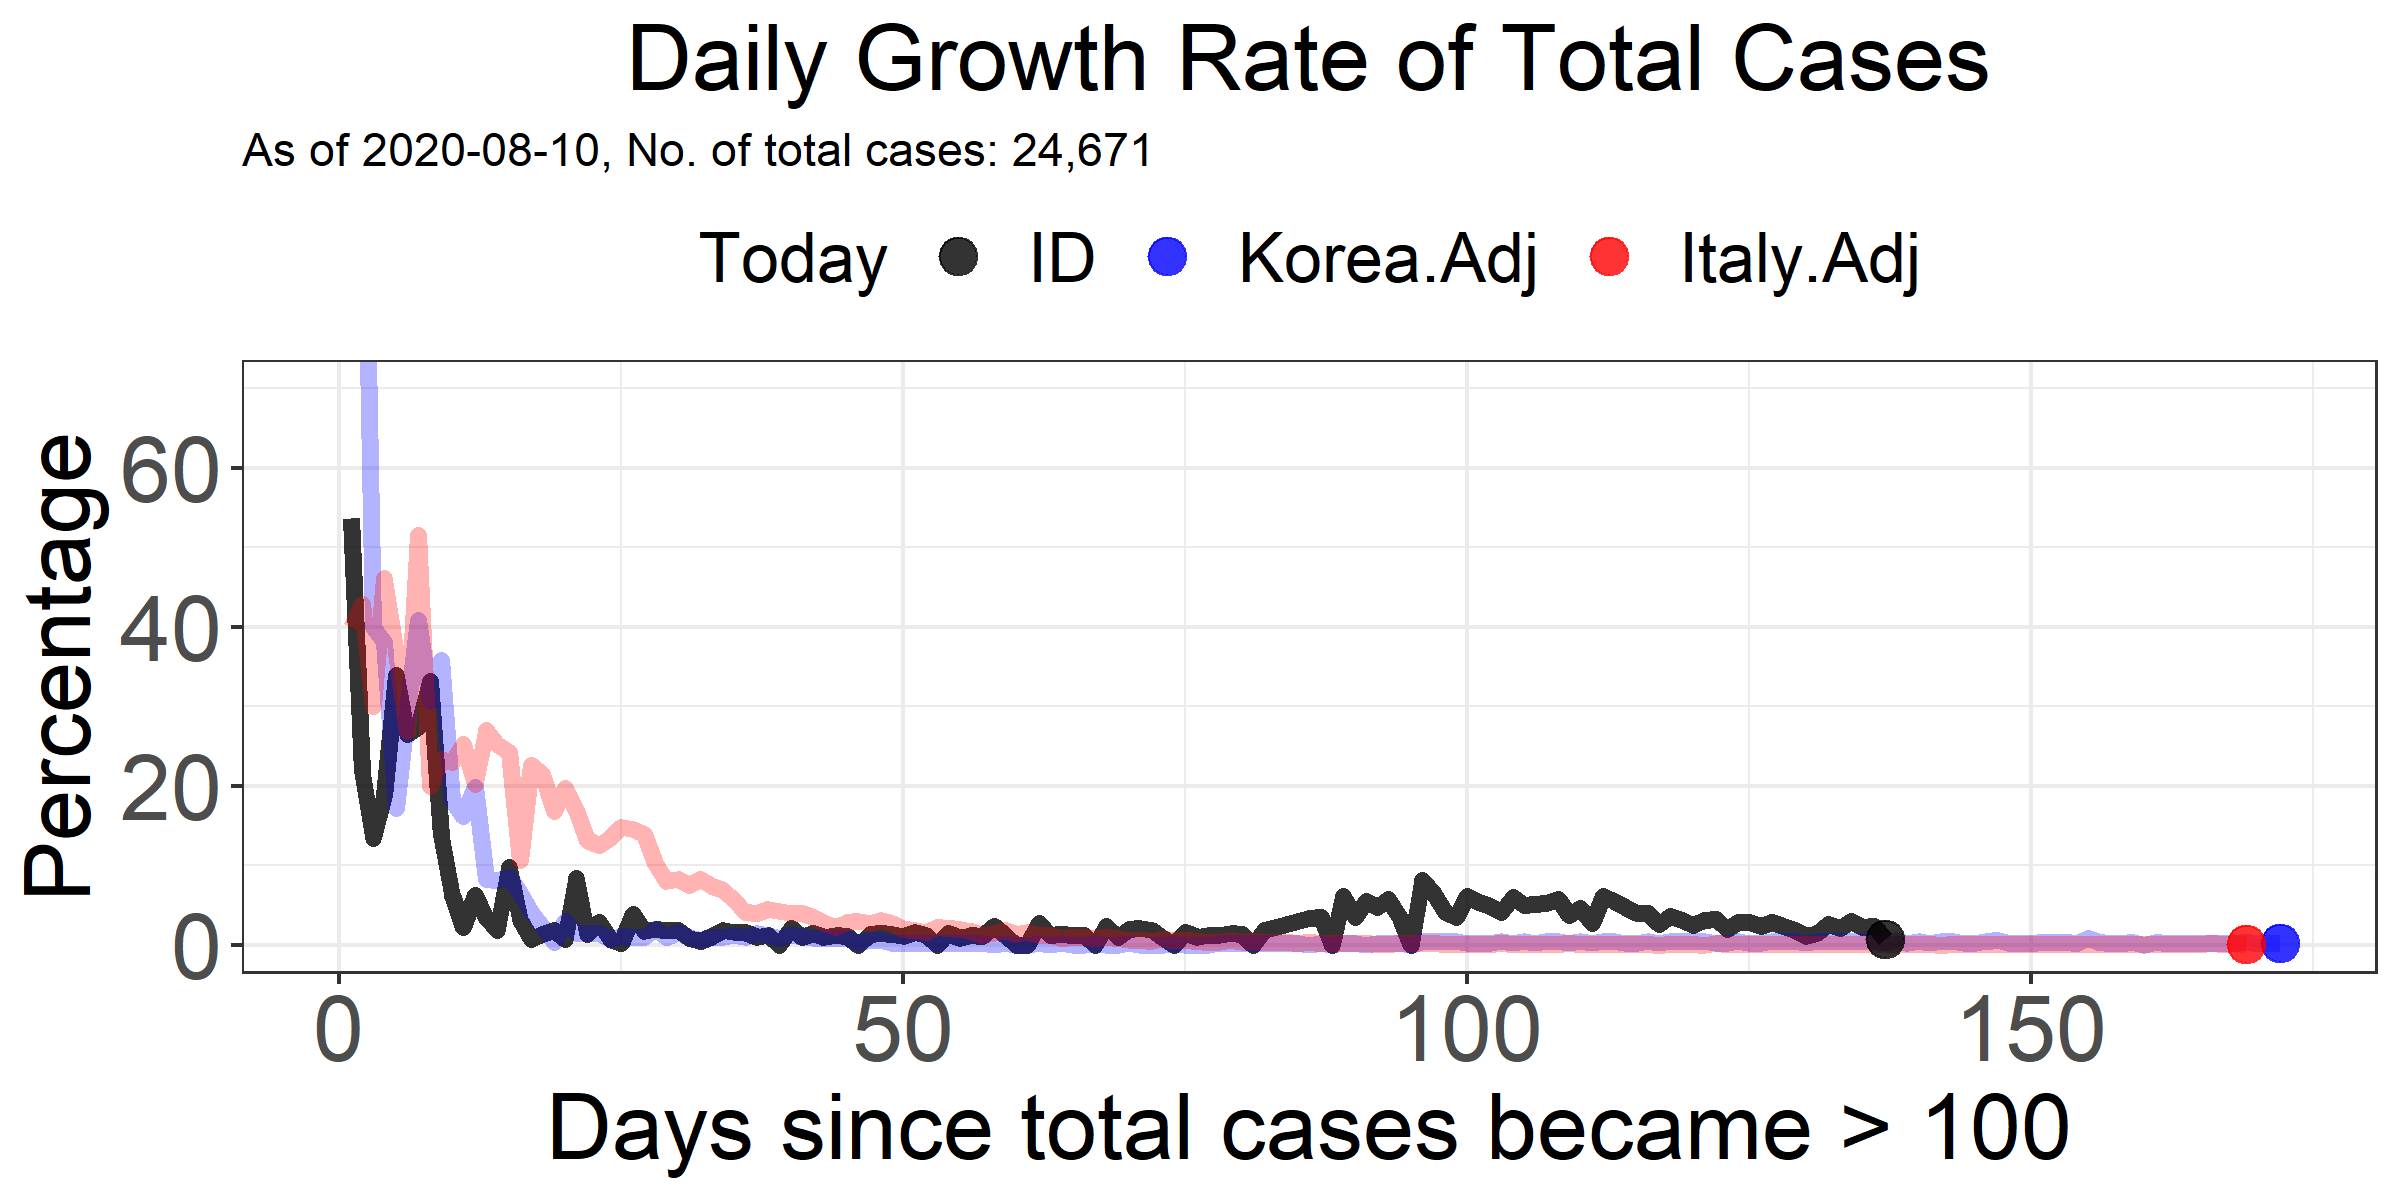 Daily Growth Rate of Total Cases
As of 2020-08-10, No. of total cases: 24,671
Today ID Korea.Adj Italy.Adj
Percentage
60
40
20
0
0 50 100 150
Days since total cases became > 100